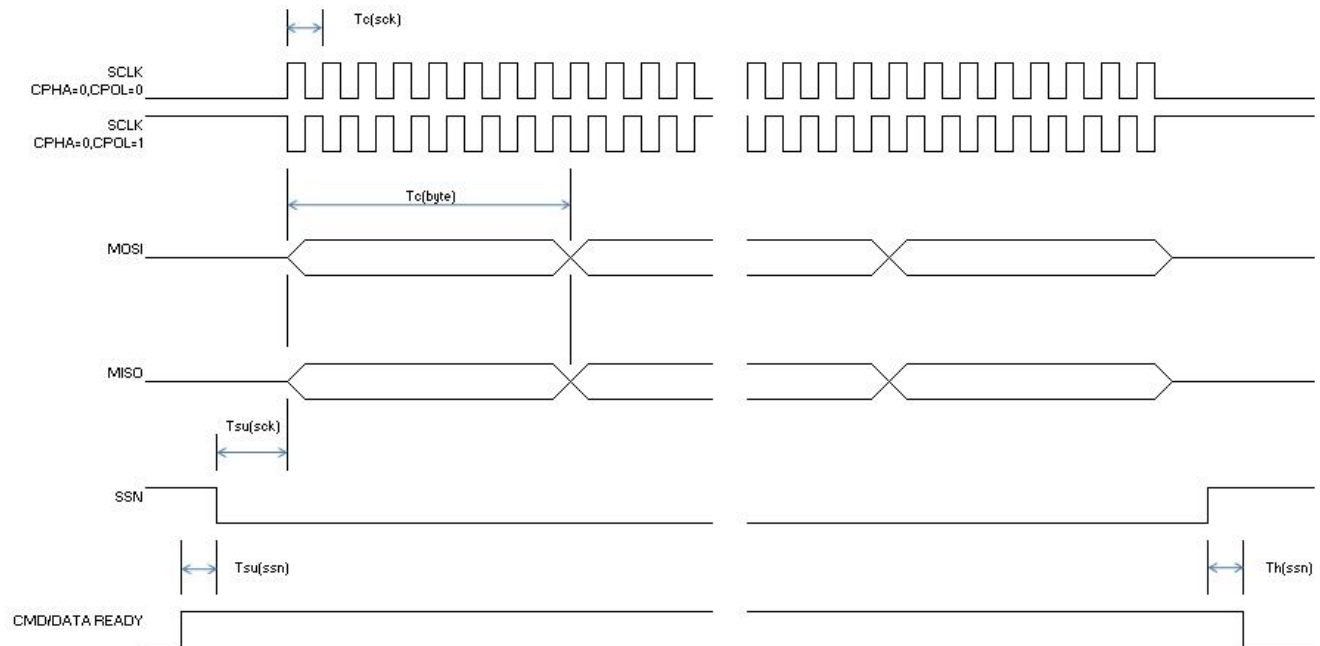 Tc(sck)
SCLK
CPHA=0,CPOL=0
SCLK
CPHA=0,CPOL=1
Tc(byte)
MOSI
MISO
Tsu(sck)
SSN
Tsu(ssn)
Th(ssn)
CMD/DATA READY